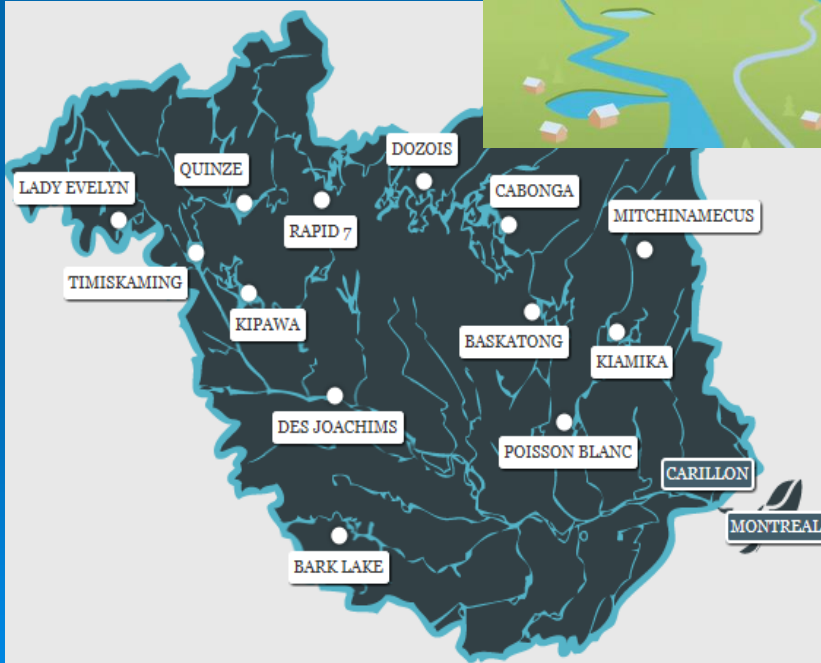 DOZOIS
QUINZE
LADY EVELYN
CABONGA
MITCHINAMECUS
RAPID 7
TIMISKAMING
KIPAWA
BASKATONG
KIAMIKA
DES JOACHIMS
POISSON BLANC
CARILLON
MONTREAL
BARK LAKE